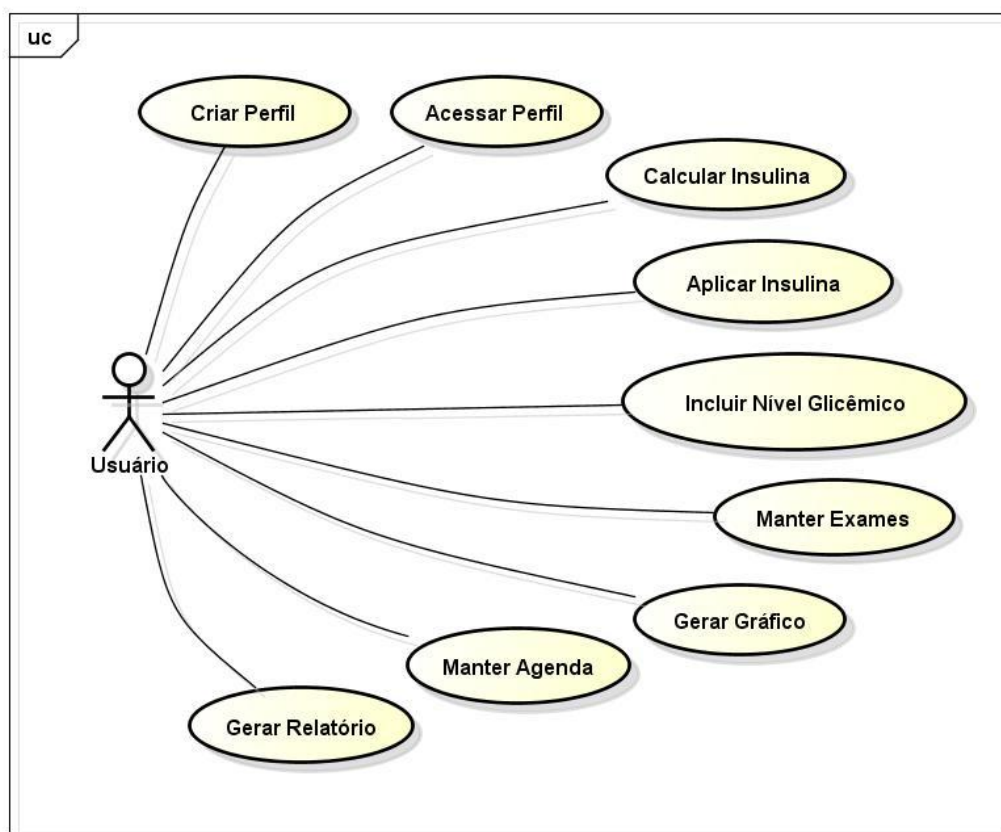 uc
Criar Perfil
Acessar Perfil
Calcular Insulina
Aplicar Insulina
Incluir Nível Glicêmico
Usuário
Manter Exames
Gerar Gráfico
Manter Agenda
Gerar Relatório